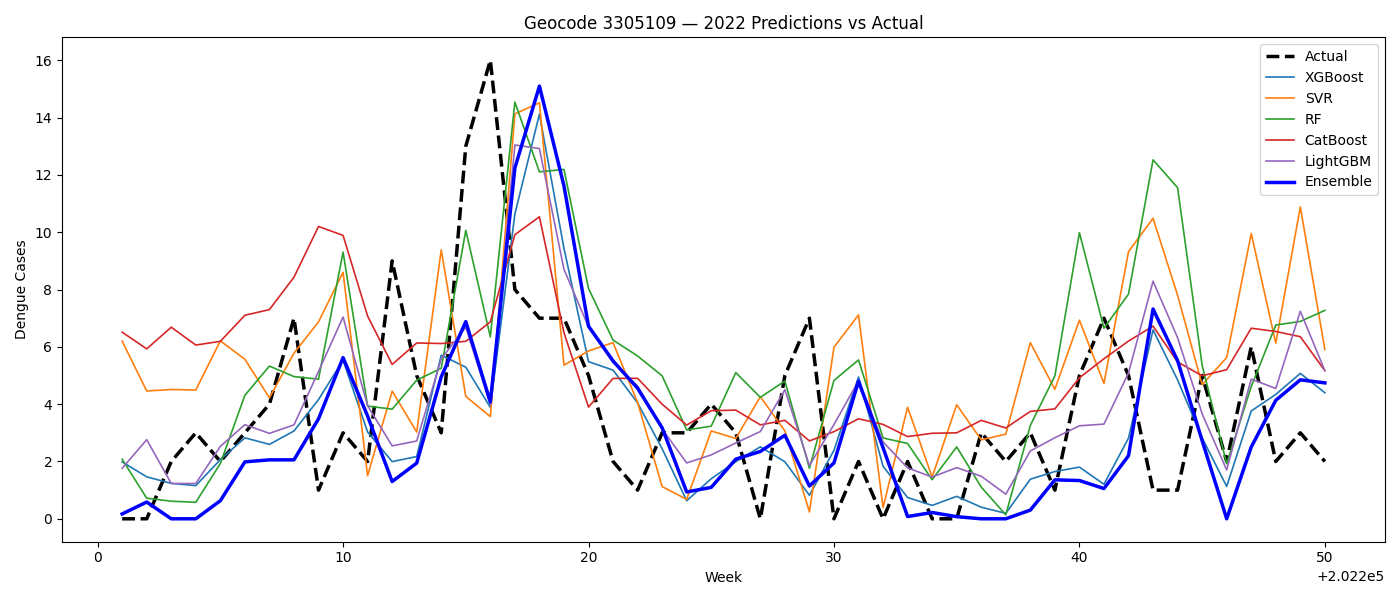 Geocode 3305109 — 2022 Predictions vs Actual
Dengue Cases
16
14
12
10
8
6
4
2
0
Actual
XGBoost
SVR
RF
CatBoost
LightGBM
Ensemble
0 10 20 30 40 50
Week
+2.022e5